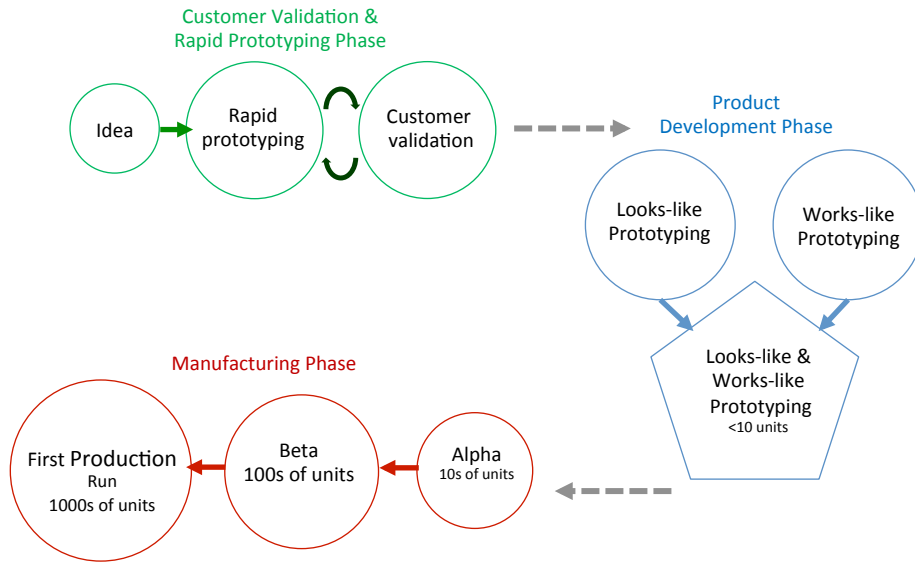 Customer Validation &
Rapid Prototyping Phase
Idea
Rapid
prototyping
Customer
validation
Product
Development Phase
Looks-like
Prototyping
Works-like
Prototyping
Looks-like &
Works-like
Prototyping
<10 units
Manufacturing Phase
First Production
Run
1000s of units
Beta
100s of units
Alpha
10s of units